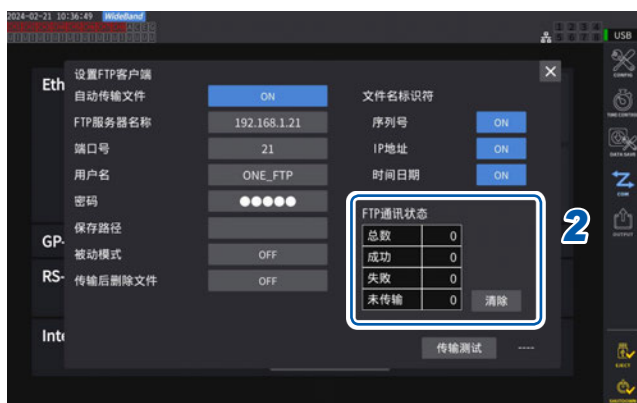 2024-02-21 10:36:49 WideBand
USB
设置FTP客户端
Eth
自动传输文件 ON 文件名标识符
FTP服务器名称 192.168.1.21 序列号 ON
端口号 21 IP地址 ON
用户名 ONE_FTP 时间日期 ON
密码 ●●●●●
FTP通讯状态
保存路径
总数 0
2
GP-
被动模式 OFF
成功 0
RS-
传输后删除文件 OFF
失败 0
未传输 0 清除
Inte
传输测试 ----
CONFIG
TIME CONTROL
DATA SAVE
COM
OUTPUT
EJECT
SHUTDOWN